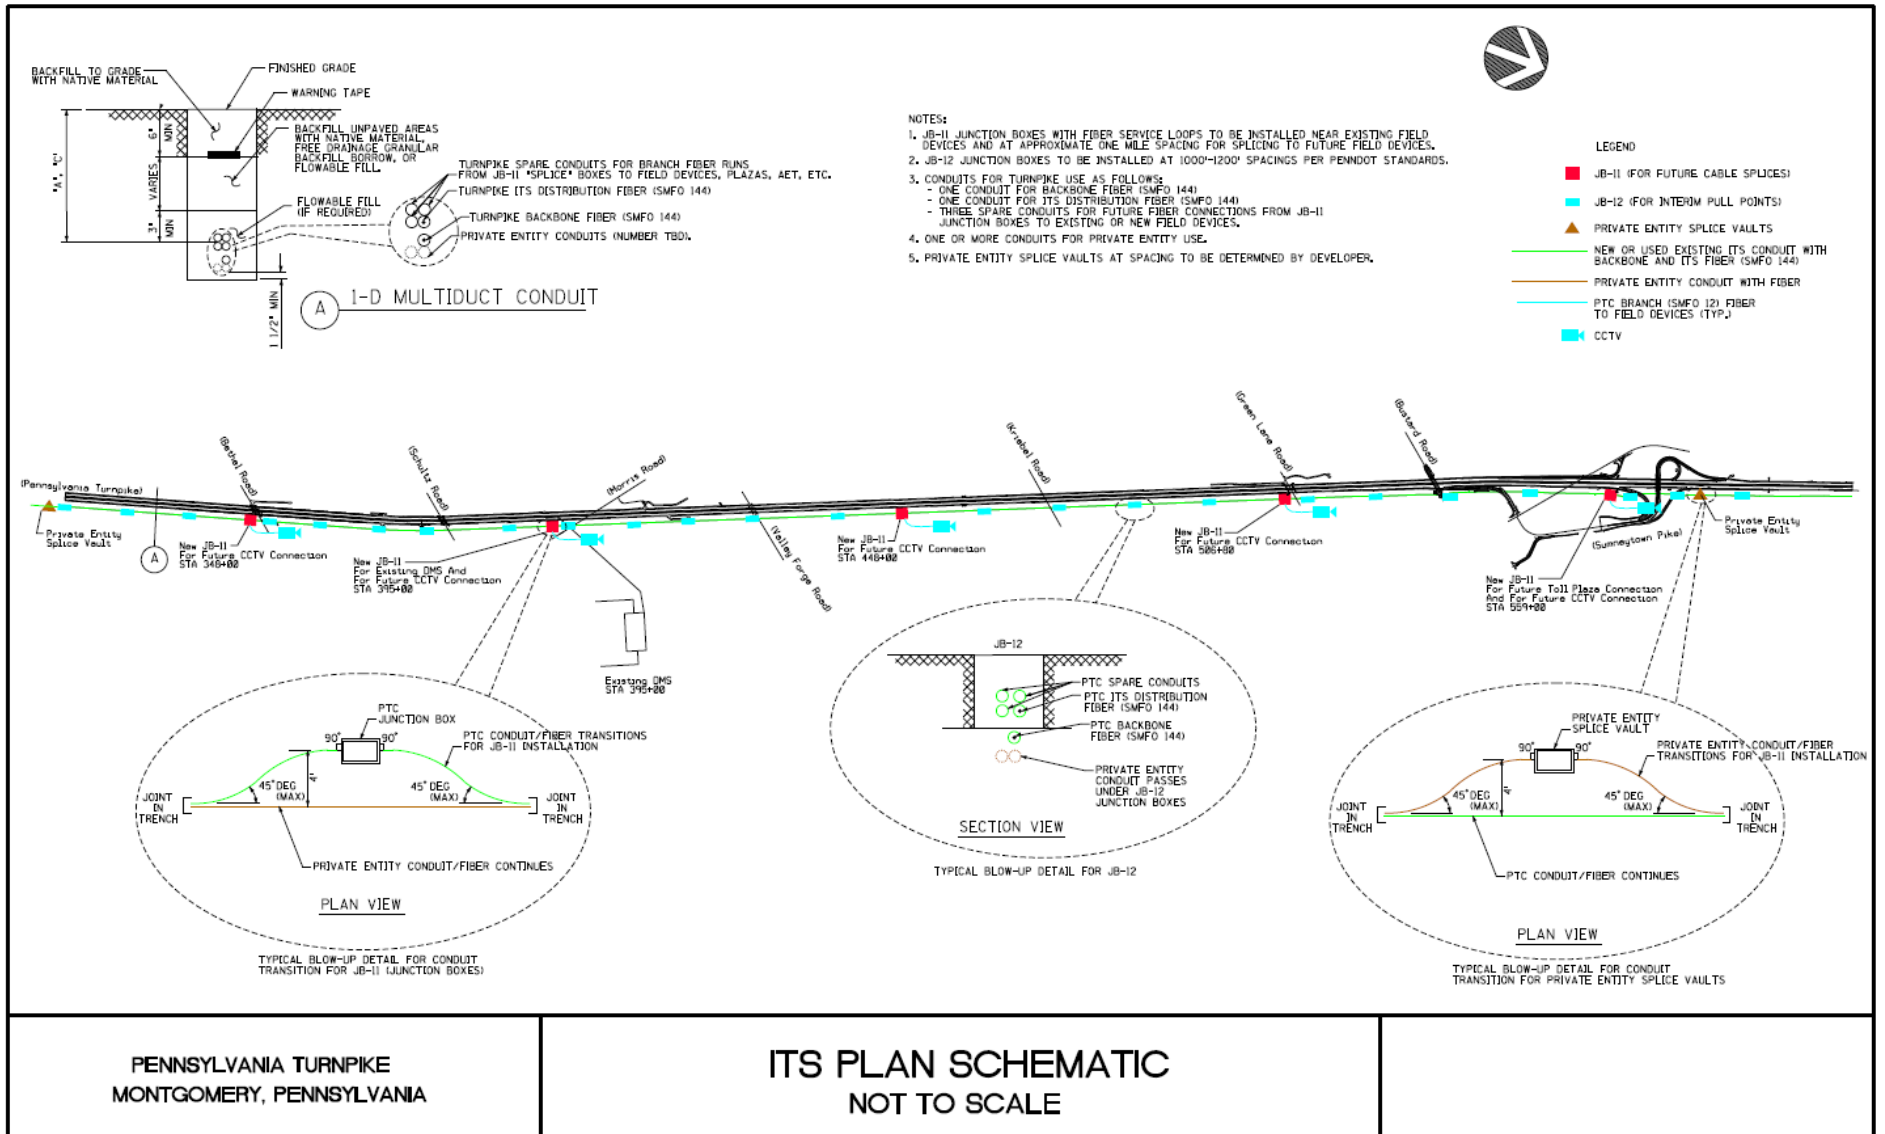 BACKFILL TO GRADE
WITH NATIVE MATERIAL
FINISHED GRADE
WARNING TAPE
BACKFILL UNPAVED AREAS
WITH NATIVE MATERIAL,
FREE DRAINAGE GRANULAR
BACKFILL BORROW, OR
FLOWABLE FILL.
"A", "C"
6" MIN
VARIES
3" MIN
FLOWABLE FILL
(IF REQUIRED)
1 1/2" MIN
TURNPIKE SPARE CONDUITS FOR BRANCH FIBER RUNS
FROM JB-11 "SPLICE" BOXES TO FIELD DEVICES, PLAZAS, AET, ETC.
TURNPIKE ITS DISTRIBUTION FIBER (SMFO 144)
TURNPIKE BACKBONE FIBER (SMFO 144)
PRIVATE ENTITY CONDUITS (NUMBER TBD).
A
1-D MULTIDUCT CONDUIT
NOTES:
1. JB-11 JUNCTION BOXES WITH FIBER SERVICE LOOPS TO BE INSTALLED NEAR EXISTING FIELD
DEVICES AND AT APPROXIMATE ONE MILE SPACING FOR SPLICING TO FUTURE FIELD DEVICES.
2. JB-12 JUNCTION BOXES TO BE INSTALLED AT 1000'-1200' SPACINGS PER PENNDOT STANDARDS.
3. CONDUITS FOR TURNPIKE USE AS FOLLOWS:
- ONE CONDUIT FOR BACKBONE FIBER (SMFO 144)
- ONE CONDUIT FOR ITS DISTRIBUTION FIBER (SMFO 144)
- THREE SPARE CONDUITS FOR FUTURE FIBER CONNECTIONS FROM JB-11
JUNCTION BOXES TO EXISTING OR NEW FIELD DEVICES.
4. ONE OR MORE CONDUITS FOR PRIVATE ENTITY USE.
5. PRIVATE ENTITY SPLICE VAULTS AT SPACING TO BE DETERMINED BY DEVELOPER.
LEGEND
JB-11 (FOR FUTURE CABLE SPLICES)
JB-12 (FOR INTERIM PULL POINTS)
PRIVATE ENTITY SPLICE VAULTS
NEW OR USED EXISTING ITS CONDUIT WITH
BACKBONE AND ITS FIBER (SMFO 144)
PRIVATE ENTITY CONDUIT WITH FIBER
PTC BRANCH (SMFO 12) FIBER
TO FIELD DEVICES (TYP.)
CCTV
(Pennsylvania Turnpike)
(Bethel Road)
(Schultz Road)
(Morris Road)
(Valley Forge Road)
(Kriebel Road)
(Green Lane Road)
(Bustard Road)
(Sumneytown Pike)
Private Entity
Splice Vault
A
New JB-11
For Future CCTV Connection
STA 348+00
New JB-11
For Existing DMS And
For Future CCTV Connection
STA 395+00
Existing DMS
STA 395+00
New JB-11
For Future CCTV Connection
STA 448+00
New JB-11
For Future CCTV Connection
STA 506+80
New JB-11
For Future Toll Plaza Connection
And For Future CCTV Connection
STA 559+00
Private Entity
Splice Vault
PTC
JUNCTION BOX
90°
90°
PTC CONDUIT/FIBER TRANSITIONS
FOR JB-11 INSTALLATION
4'
45° DEG
(MAX)
45° DEG
(MAX)
JOINT
IN
TRENCH
JOINT
IN
TRENCH
PRIVATE ENTITY CONDUIT/FIBER CONTINUES
PLAN VIEW
TYPICAL BLOW-UP DETAIL FOR CONDUIT
TRANSITION FOR JB-11 (JUNCTION BOXES)
JB-12
PTC SPARE CONDUITS
PTC ITS DISTRIBUTION
FIBER (SMFO 144)
PTC BACKBONE
FIBER (SMFO 144)
PRIVATE ENTITY
CONDUIT PASSES
UNDER JB-12
JUNCTION BOXES
SECTION VIEW
TYPICAL BLOW-UP DETAIL FOR JB-12
PRIVATE ENTITY
SPLICE VAULT
90°
90°
PRIVATE ENTITY CONDUIT/FIBER
TRANSITIONS FOR JB-11 INSTALLATION
4'
45° DEG
(MAX)
45° DEG
(MAX)
JOINT
IN
TRENCH
JOINT
IN
TRENCH
PTC CONDUIT/FIBER CONTINUES
PLAN VIEW
TYPICAL BLOW-UP DETAIL FOR CONDUIT
TRANSITION FOR PRIVATE ENTITY SPLICE VAULTS
PENNSYLVANIA TURNPIKE
MONTGOMERY, PENNSYLVANIA
ITS PLAN SCHEMATIC
NOT TO SCALE